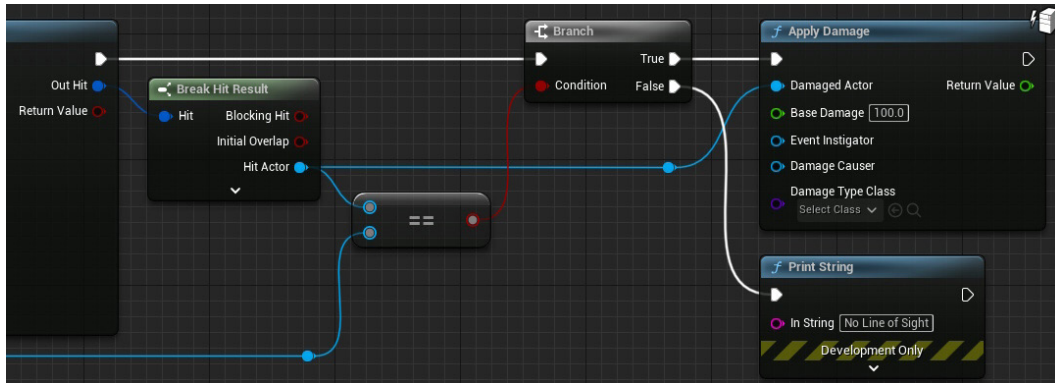 Out Hit
Return Value
Break Hit Result
Hit
Blocking Hit
Initial Overlap
Hit Actor
==
Branch
True
Condition
False
f Apply Damage
Damaged Actor
Return Value
Base Damage 100.0
Event Instigator
Damage Causer
Damage Type Class
Select Class
f Print String
In String No Line of Sight
Development Only